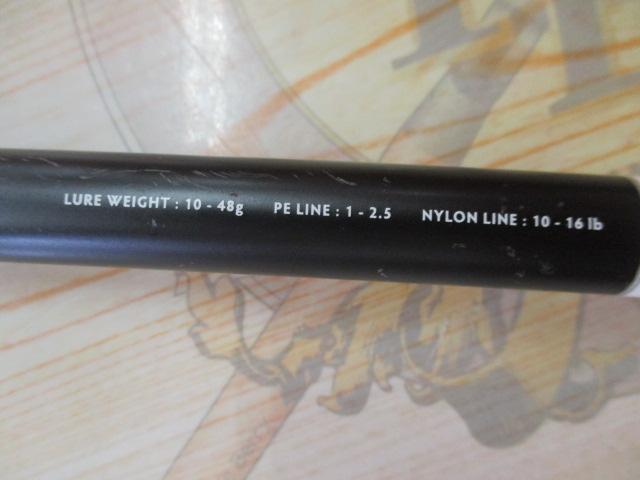 LURE WEIGHT : 10 - 48g PE LINE : 1 - 2.5 NYLON LINE : 10 - 16 lb